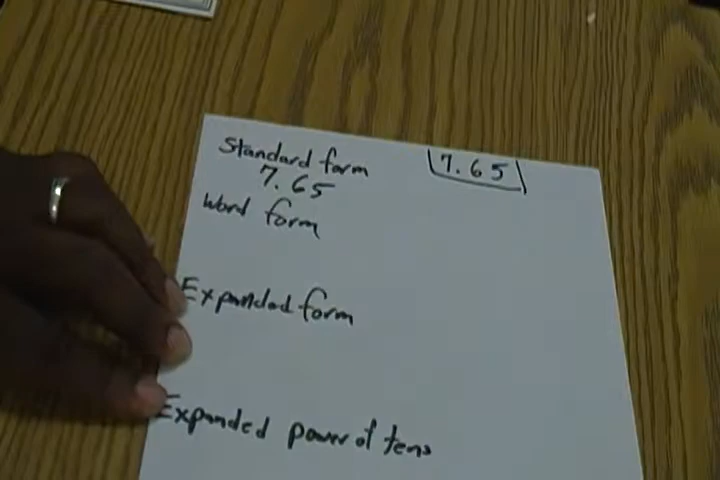 Standard form
7.65
7.65
Word form
Expanded form
Expanded power of tens